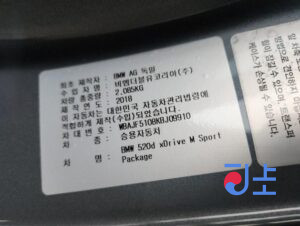 최초 제작자 : BMW AG 독일
수 입 자 명 : 비엠더블유코리아(주)
차량 총중량 : 2,085KG
제 작 연 도 : 2018
이 자동차는 대한민국 자동차관리법령에
적합하게 제작(수입)되었습니다.
차 대 번 호 : WBAJF5108KBJ09910
차 종 : 승용자동차
차 명 : BMW 520d xDrive M Sport
Package